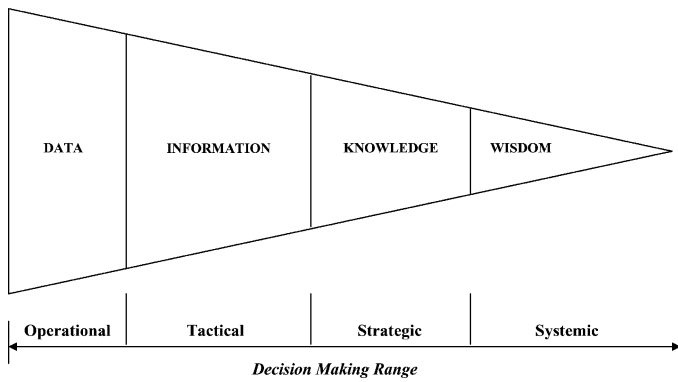 DATA INFORMATION KNOWLEDGE WISDOM
Operational Tactical Strategic Systemic
Decision Making Range